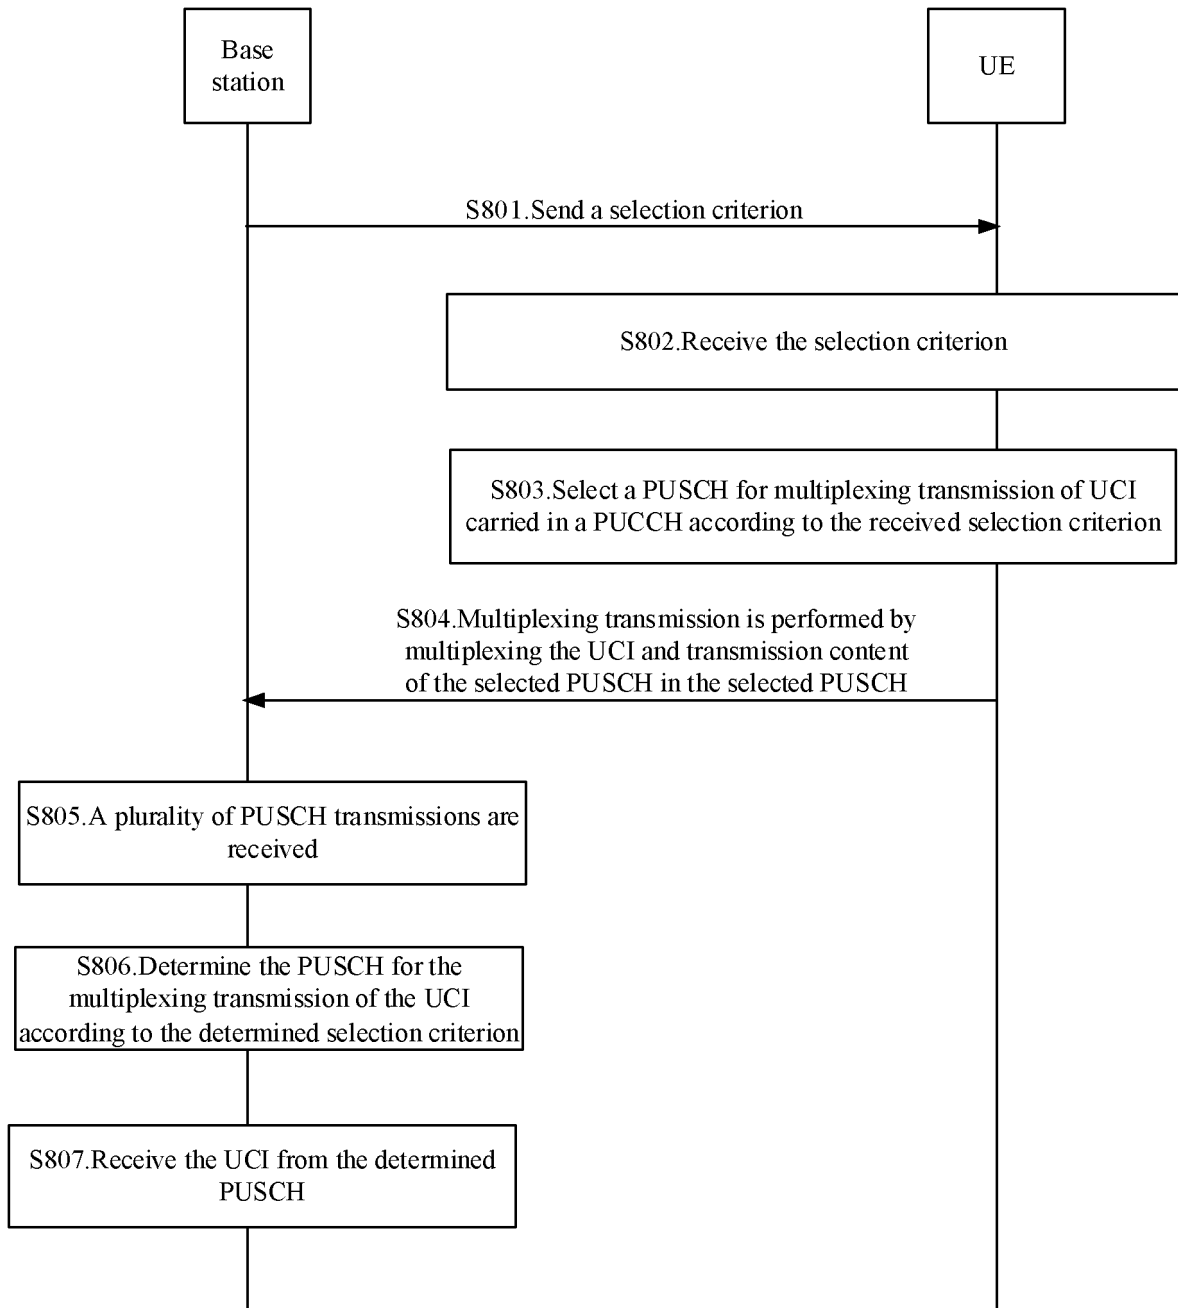 Base
station
UE
S801.Send a selection criterion
S802.Receive the selection criterion
S803.Select a PUSCH for multiplexing transmission of UCI
carried in a PUCCH according to the received selection criterion
S804.Multiplexing transmission is performed by
multiplexing the UCI and transmission content
of the selected PUSCH in the selected PUSCH
S805.A plurality of PUSCH transmissions are
received
S806.Determine the PUSCH for the
multiplexing transmission of the UCI
according to the determined selection criterion
S807.Receive the UCI from the determined
PUSCH